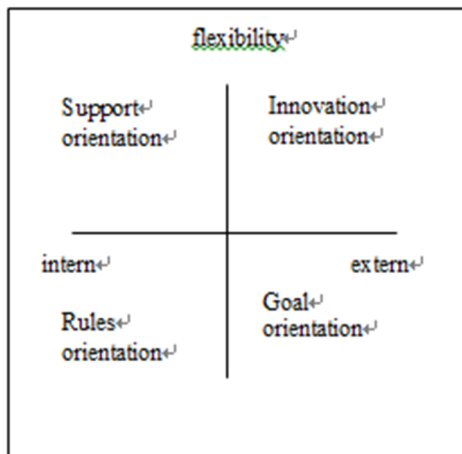 flexibility
Support
orientation
Innovation
orientation
intern
extern
Rules
orientation
Goal
orientation